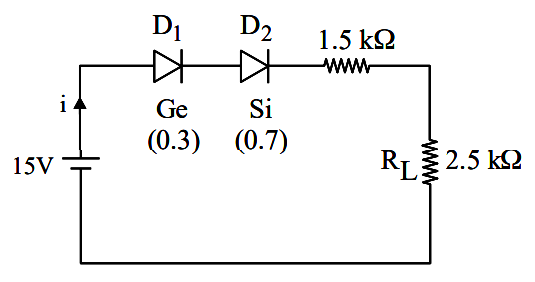 D1 D2
1.5 kΩ
i
Ge Si
(0.3) (0.7)
15V
RL 2.5 kΩ